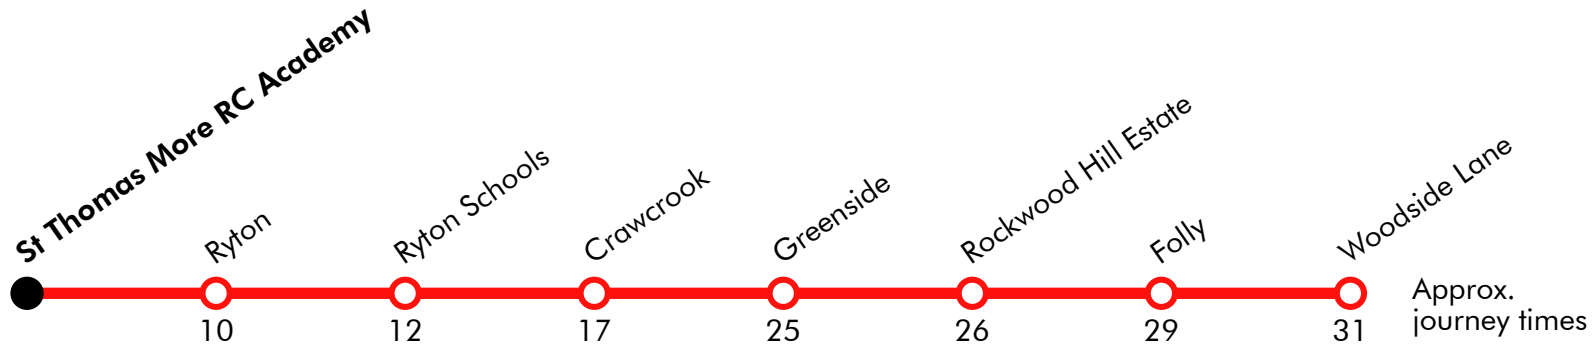 St Thomas More RC Academy
Ryton
Ryton Schools
Crawcrook
Greenside
Rockwood Hill Estate
Folly
Woodside Lane
10
12
17
25
26
29
31
Approx.
journey times